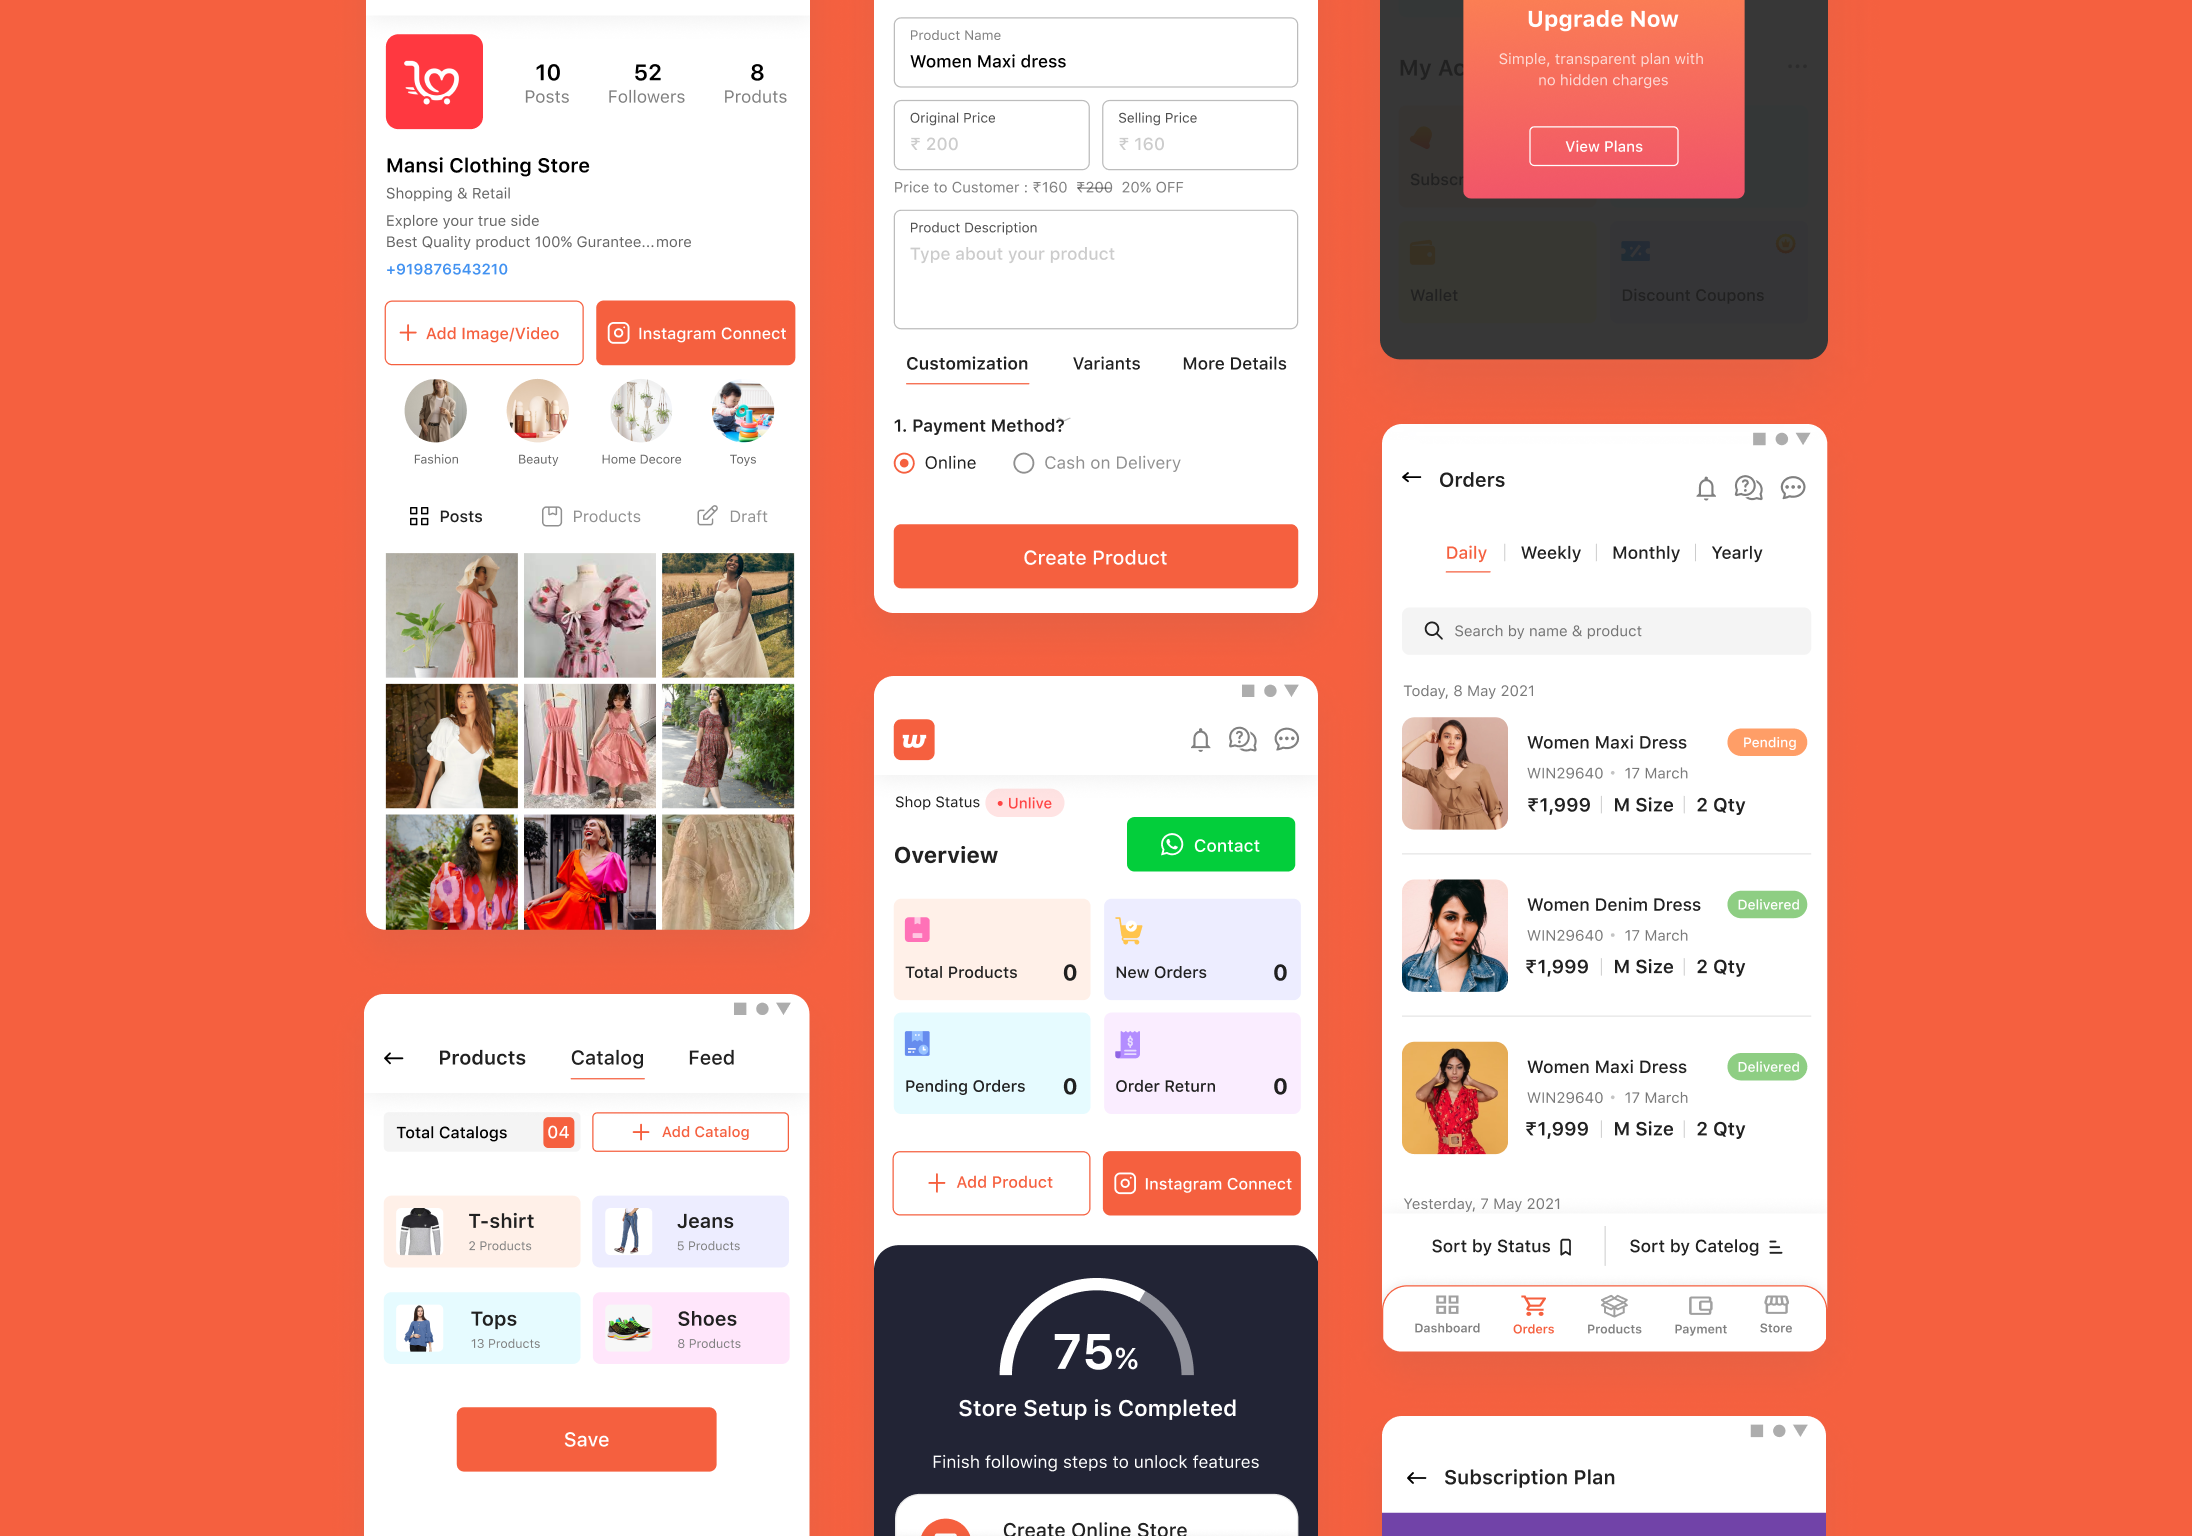 10
Posts
52
Followers
8
Produts
Mansi Clothing Store
Shopping & Retail
Explore your true side
Best Quality product 100% Gurantee...more
+919876543210
Add Image/Video
Instagram Connect
Fashion
Beauty
Home Decore
Toys
Posts
Products
Draft
Products
Catalog
Feed
Total Catalogs 04
Add Catalog
T-shirt
2 Products
Jeans
5 Products
Tops
13 Products
Shoes
8 Products
Save
Product Name
Women Maxi dress
Original Price
₹ 200
Selling Price
₹ 160
Price to Customer : ₹160 ₹200 20% OFF
Product Description
Type about your product
Customization
Variants
More Details
1. Payment Method?
Online
Cash on Delivery
Create Product
w
Shop Status
• Unlive
Overview
Contact
Total Products 0
New Orders 0
Pending Orders 0
Order Return 0
Add Product
Instagram Connect
75%
Store Setup is Completed
Finish following steps to unlock features
Create Online Store
Upgrade Now
Simple, transparent plan with
no hidden charges
View Plans
My Ac
Subscr
Wallet
Discount Coupons
Orders
Daily
Weekly
Monthly
Yearly
Search by name & product
Today, 8 May 2021
Women Maxi Dress
Pending
WIN29640 • 17 March
₹1,999 | M Size | 2 Qty
Women Denim Dress
Delivered
WIN29640 • 17 March
₹1,999 | M Size | 2 Qty
Women Maxi Dress
Delivered
WIN29640 • 17 March
₹1,999 | M Size | 2 Qty
Yesterday, 7 May 2021
Sort by Status
Sort by Catelog
Dashboard
Orders
Products
Payment
Store
Subscription Plan